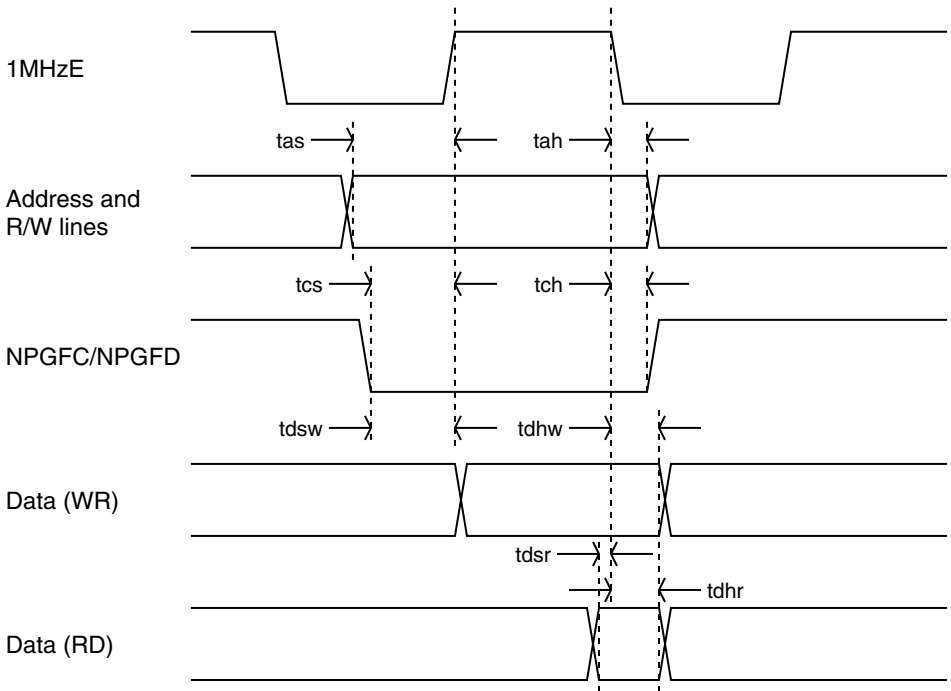 1MHzE
tas
tah
Address and
R/W lines
tcs
tch
NPGFC/NPGFD
tdsw
tdhw
Data (WR)
tdsr
tdhr
Data (RD)